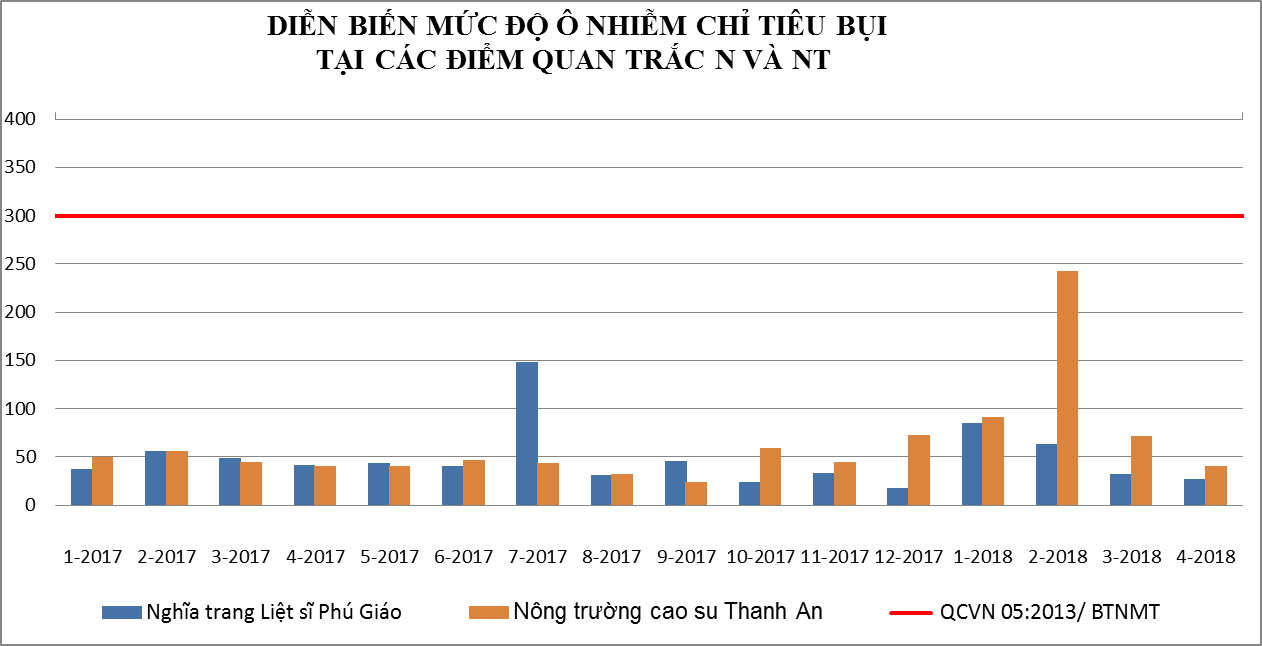 DIỄN BIẾN MỨC ĐỘ Ô NHIỄM CHỈ TIÊU BỤI
TẠI CÁC ĐIỂM QUAN TRẮC N VÀ NT
400
350
300
250
200
150
100
50
0
1-2017 2-2017 3-2017 4-2017 5-2017 6-2017 7-2017 8-2017 9-2017 10-2017 11-2017 12-2017 1-2018 2-2018 3-2018 4-2018
Nghĩa trang Liệt sĩ Phú Giáo Nông trường cao su Thanh An QCVN 05:2013/ BTNMT